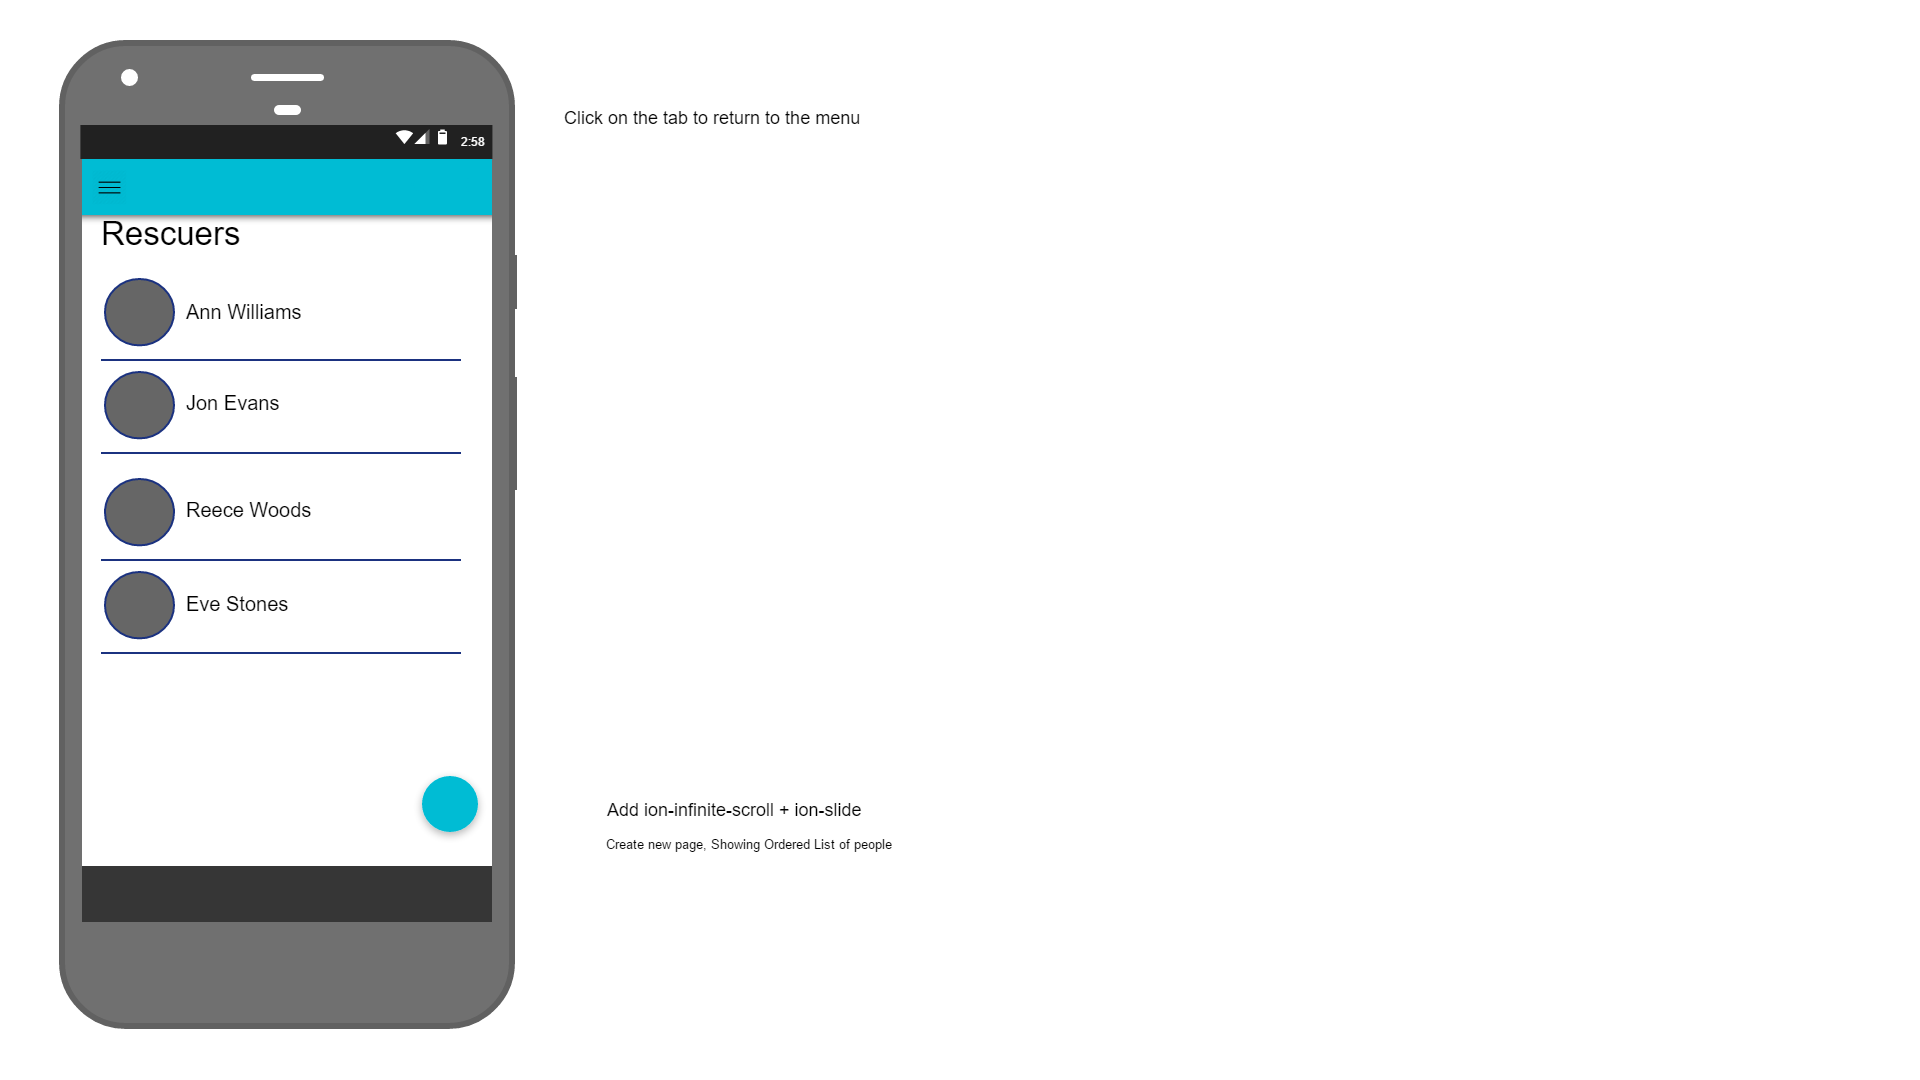 Click on the tab to return to the menu
2:58
Rescuers
Ann Williams
Jon Evans
Reece Woods
Eve Stones
Add ion-infinite-scroll + ion-slide
Create new page, Showing Ordered List of people